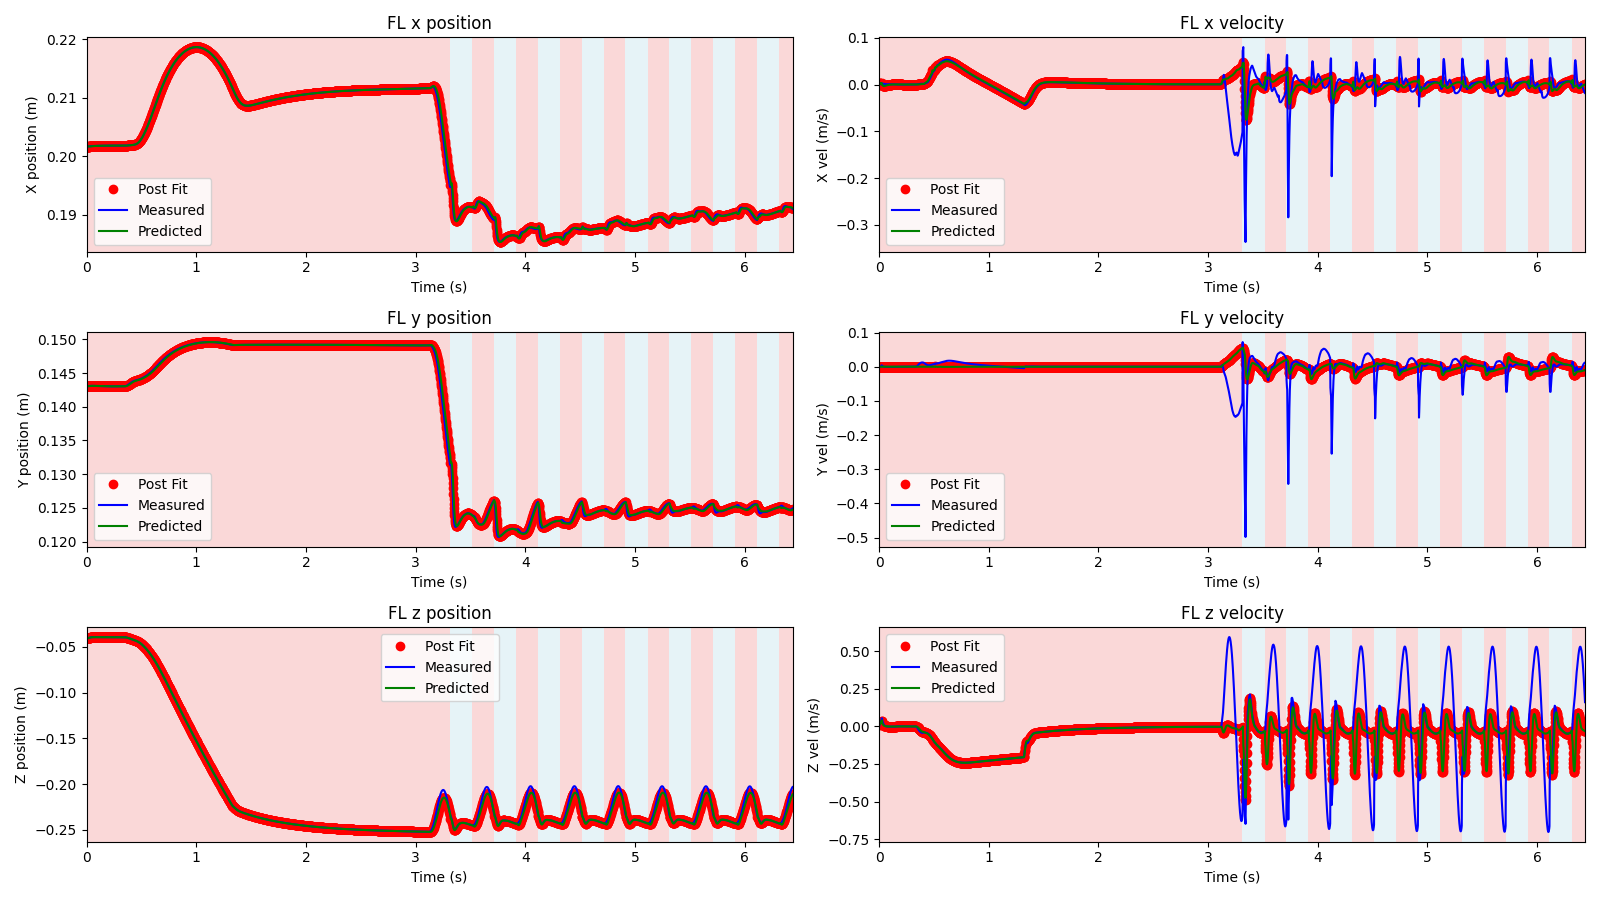 FL x position
X position (m)
0.22
0.21
0.20
0.19
Post Fit
Measured
Predicted
0 1 2 3 4 5 6
Time (s)
FL x velocity
X vel (m/s)
0.1
0.0
−0.1
−0.2
−0.3
Post Fit
Measured
Predicted
0 1 2 3 4 5 6
Time (s)
FL y position
Y position (m)
0.150
0.145
0.140
0.135
0.130
0.125
0.120
Post Fit
Measured
Predicted
0 1 2 3 4 5 6
Time (s)
FL y velocity
Y vel (m/s)
0.1
0.0
−0.1
−0.2
−0.3
−0.4
−0.5
Post Fit
Measured
Predicted
0 1 2 3 4 5 6
Time (s)
FL z position
Z position (m)
−0.05
−0.10
−0.15
−0.20
−0.25
Post Fit
Measured
Predicted
0 1 2 3 4 5 6
Time (s)
FL z velocity
Z vel (m/s)
0.50
0.25
0.00
−0.25
−0.50
−0.75
Post Fit
Measured
Predicted
0 1 2 3 4 5 6
Time (s)